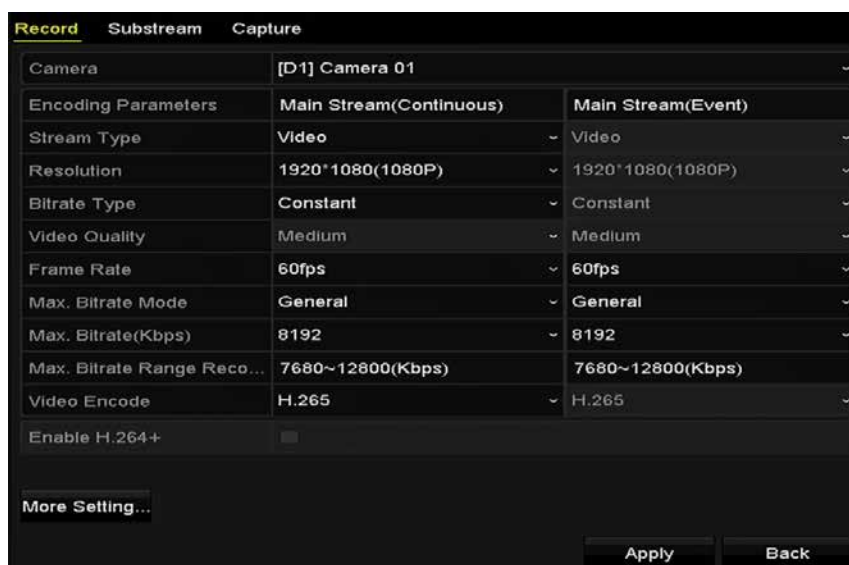 Record Substream Capture
Camera [D1] Camera 01
Encoding Parameters Main Stream(Continuous) Main Stream(Event)
Stream Type Video Video
Resolution 1920*1080(1080P) 1920*1080(1080P)
Bitrate Type Constant Constant
Video Quality Medium Medium
Frame Rate 60fps 60fps
Max. Bitrate Mode General General
Max. Bitrate(Kbps) 8192 8192
Max. Bitrate Range Reco... 7680~12800(Kbps) 7680~12800(Kbps)
Video Encode H.265 H.265
Enable H.264+
More Setting...
Apply Back